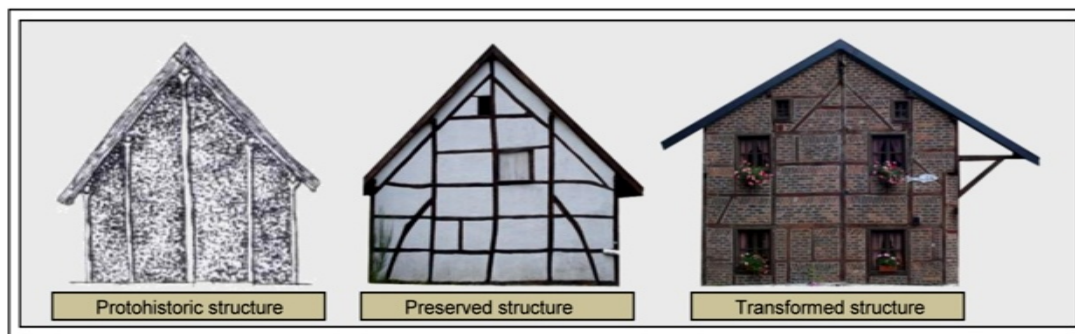 Protohistoric structure
Preserved structure
Transformed structure